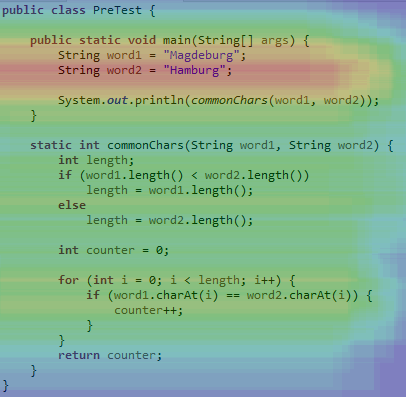 public class PreTest {
    public static void main(String[] args) {
        String word1 = "Magdeburg";
        String word2 = "Hamburg";
        System.out.println(commonChars(word1, word2));
    }
    static int commonChars(String word1, String word2) {
        int length;
        if (word1.length() < word2.length())
            length = word1.length();
        else
            length = word2.length();
        int counter = 0;
        for (int i = 0; i < length; i++) {
            if (word1.charAt(i) == word2.charAt(i)) {
                counter++;
            }
        }
        return counter;
    }
}